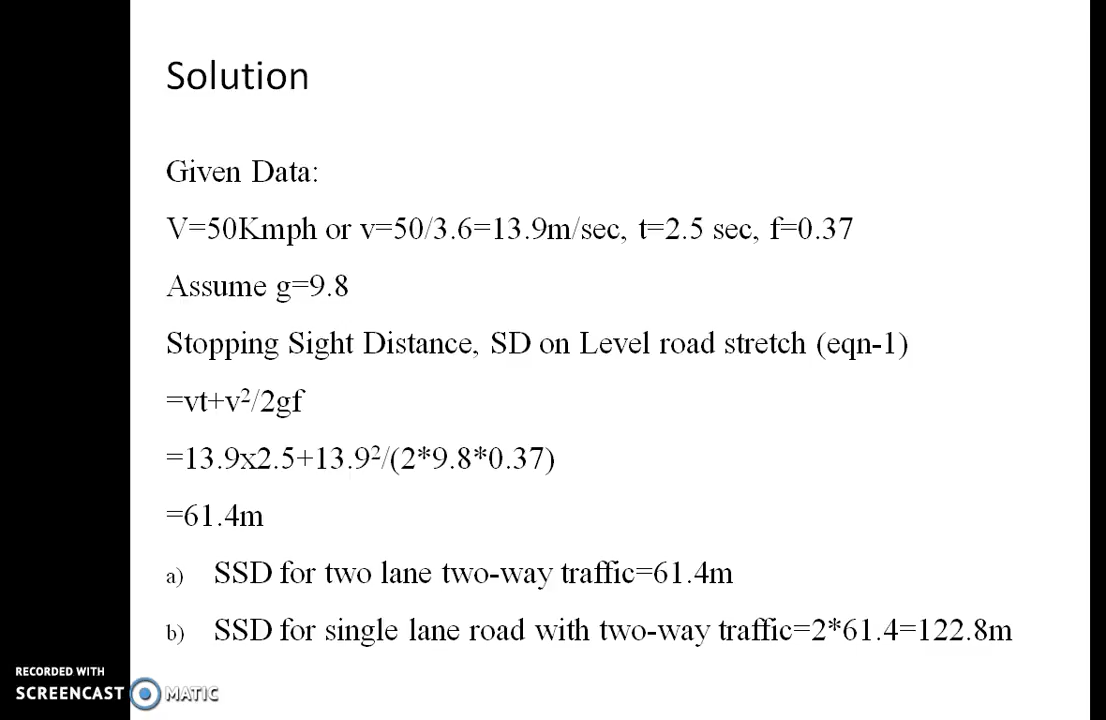 Solution
Given Data:
V=50Kmph or v=50/3.6=13.9m/sec, t=2.5 sec, f=0.37
Assume g=9.8
Stopping Sight Distance, SD on Level road stretch (eqn-1)
=vt+v²/2gf
=13.9x2.5+13.9²/(2*9.8*0.37)
=61.4m
a) SSD for two lane two-way traffic=61.4m
b) SSD for single lane road with two-way traffic=2*61.4=122.8m
RECORDED WITH
SCREENCAST MATIC